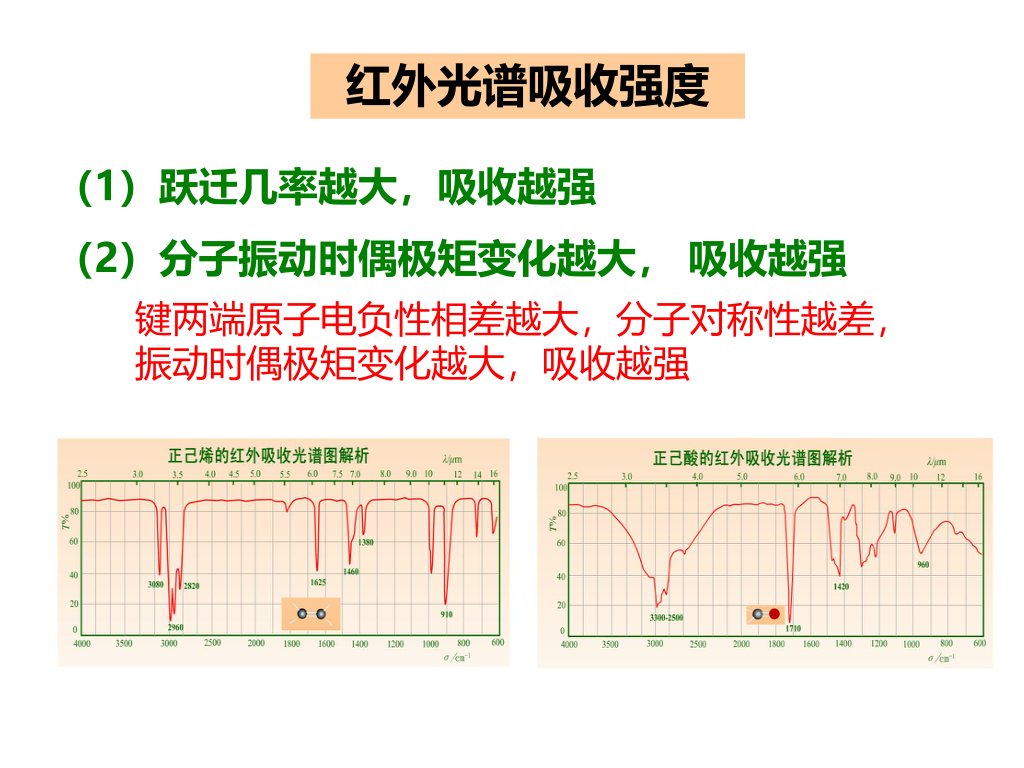 红外光谱吸收强度
（1）跃迁几率越大，吸收越强
（2）分子振动时偶极矩变化越大， 吸收越强
键两端原子电负性相差越大，分子对称性越差，
振动时偶极矩变化越大，吸收越强
正己烯的红外吸收光谱图解析
λ/μm
2.5 3.0 3.5 4.0 4.5 5.0 5.5 6.0 7.5 7.0 8.0 9.0 10 12 14 16
T%
100
80
60
40
20
0
3080
2960
2820
1625
1460
1380
910
4000 3500 3000 2500 2000 1800 1600 1400 1200 1000 800 600
σ/cm⁻¹
正己酸的红外吸收光谱图解析
λ/μm
2.5 3.0 4.0 5.0 6.0 7.0 8.0 9.0 10 12 16
T%
100
80
60
40
20
0
3300-2500
1710
1420
960
4000 3500 3000 2500 2000 1800 1600 1400 1200 1000 800 600
σ/cm⁻¹